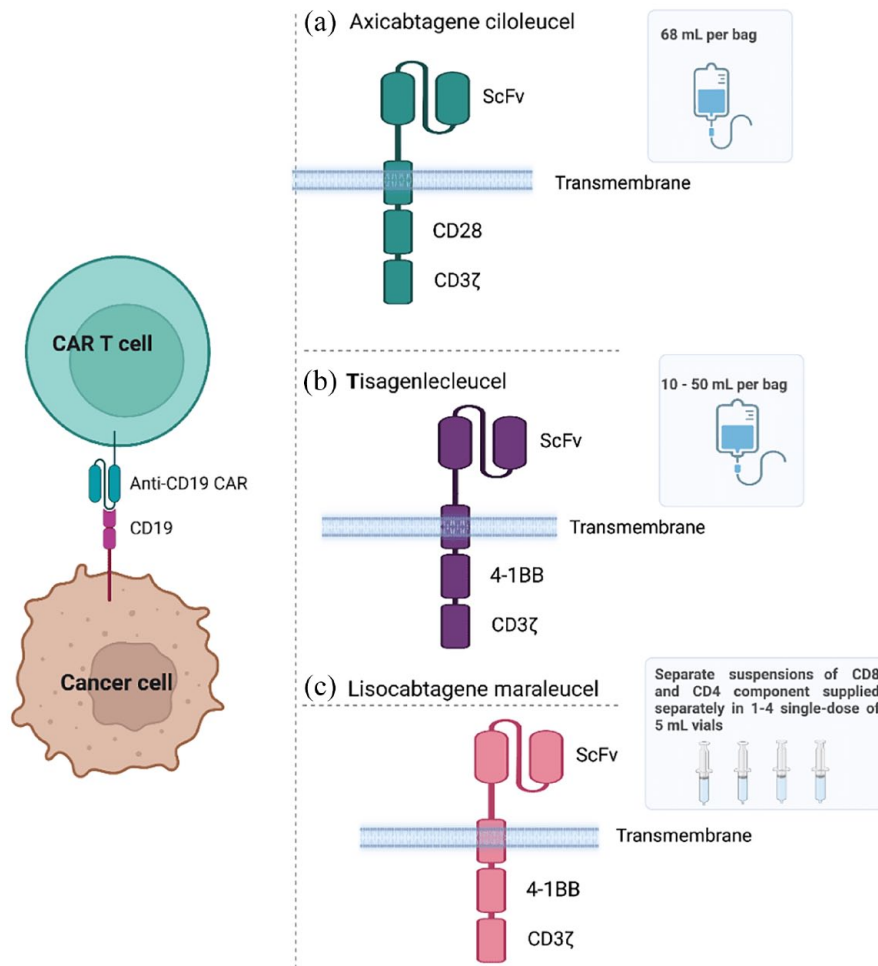 CAR T cell
Anti-CD19 CAR
CD19
Cancer cell
(a) Axicabtagene ciloleucel
68 mL per bag
ScFv
Transmembrane
CD28
CD3ζ
(b) Tisagenlecleucel
10 - 50 mL per bag
ScFv
Transmembrane
4-1BB
CD3ζ
(c) Lisocabtagene maraleucel
Separate suspensions of CD8
and CD4 component supplied
separately in 1-4 single-dose of
5 mL vials
ScFv
Transmembrane
4-1BB
CD3ζ